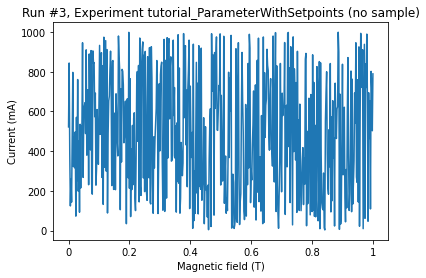 Run #3, Experiment tutorial_ParameterWithSetpoints (no sample)
Current (mA)
1000
800
600
400
200
0
0 0.2 0.4 0.6 0.8 1
Magnetic field (T)